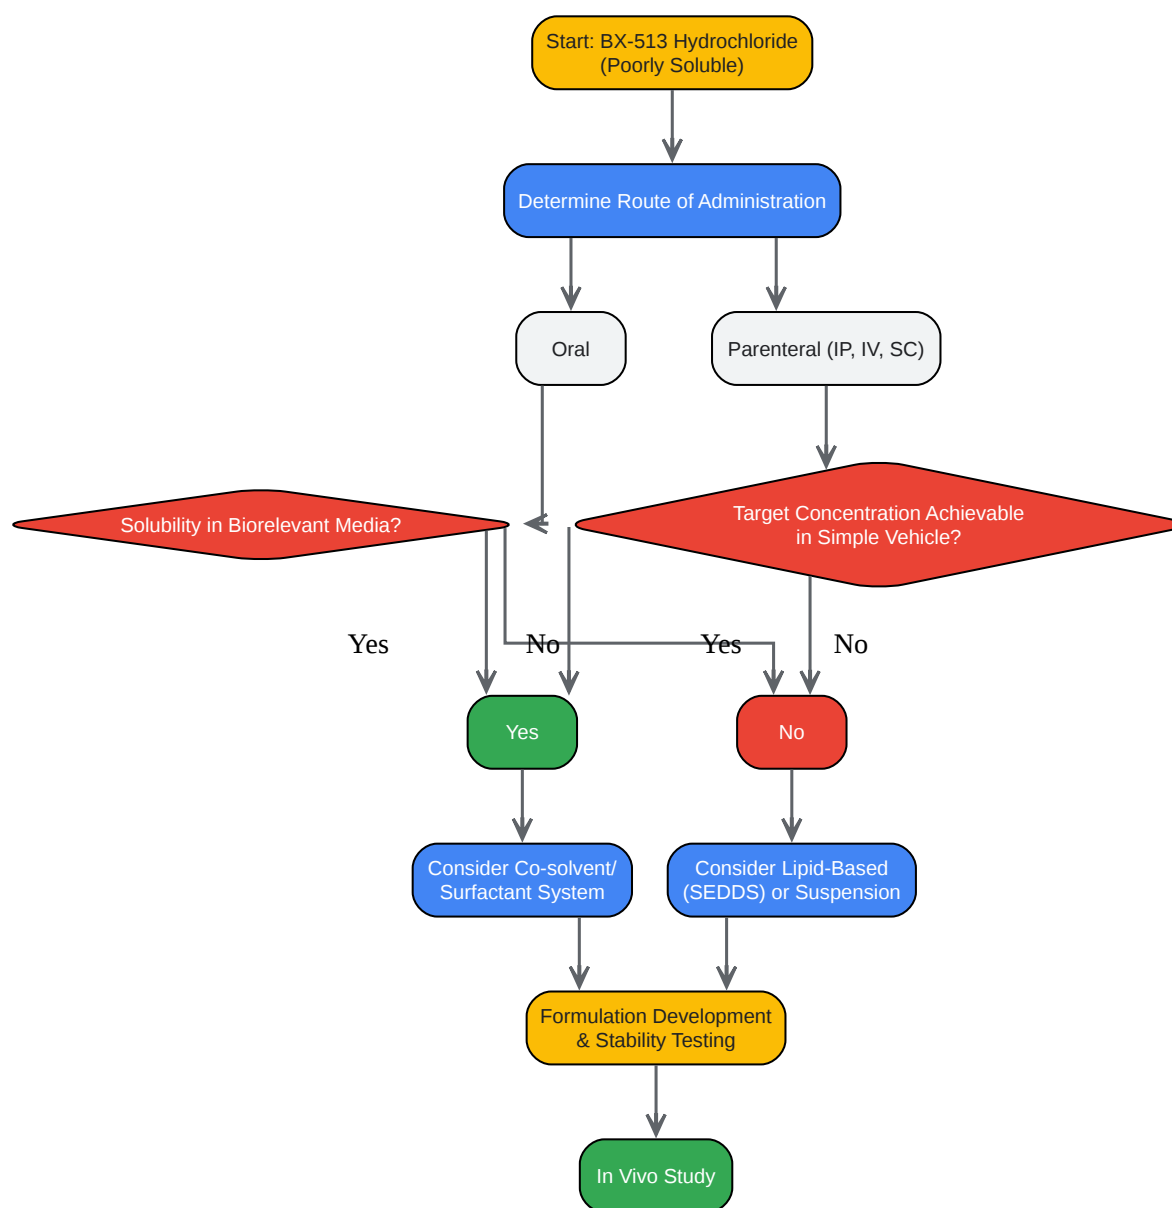 Start: BX-513 Hydrochloride
(Poorly Soluble)
Determine Route of Administration
Oral
Parenteral (IP, IV, SC)
Solubility in Biorelevant Media?
Target Concentration Achievable
in Simple Vehicle?
Yes
No
Yes
No
Yes
No
Consider Co-solvent/
Surfactant System
Consider Lipid-Based
(SEDDS) or Suspension
Formulation Development
& Stability Testing
In Vivo Study